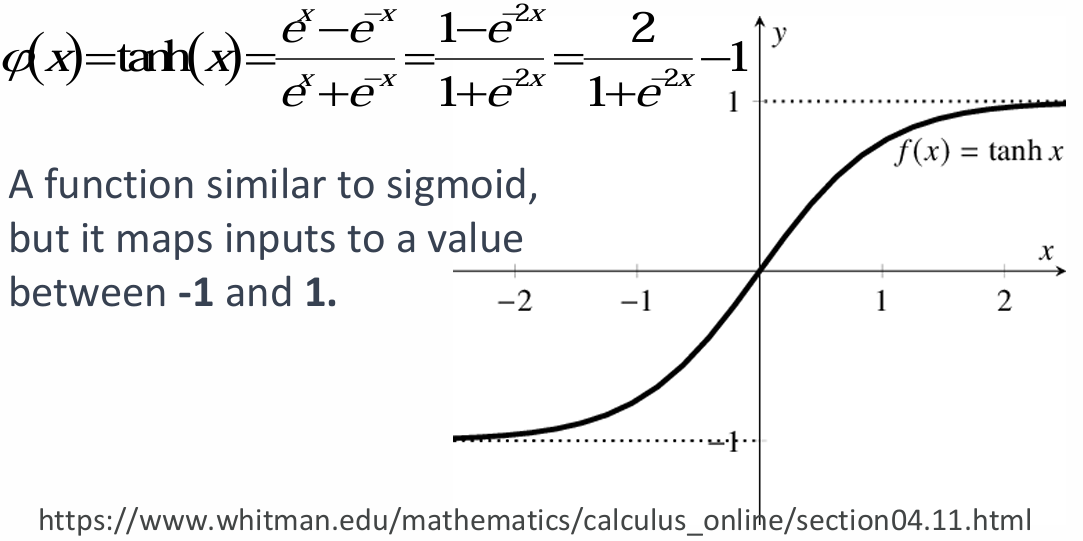 φ(x)=tanh(x)=(e^x−e^−x)/(e^x+e^−x)=(1−e^−2x)/(1+e^−2x)=2/(1+e^−2x)−1
y
1
f(x) = tanh x
A function similar to sigmoid,
but it maps inputs to a value
between -1 and 1.
x
−2 −1 1 2
−1
https://www.whitman.edu/mathematics/calculus_online/section04.11.html